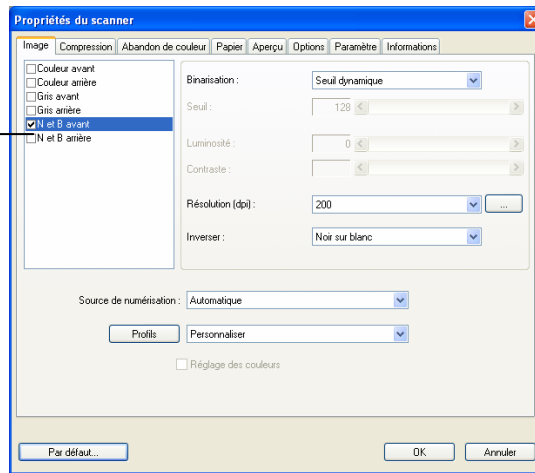 Propriétés du scanner
Image Compression Abandon de couleur Papier Aperçu Options Paramètre Informations
Couleur avant
Couleur arrière
Gris avant
Gris arrière
N et B avant
N et B arrière
Binarisation : Seuil dynamique
Seuil : 128
Luminosité : 0
Contraste :
Résolution (dpi) : 200 ...
Inverser : Noir sur blanc
Source de numérisation : Automatique
Profils Personnaliser
Réglage des couleurs
Par défaut... OK Annuler